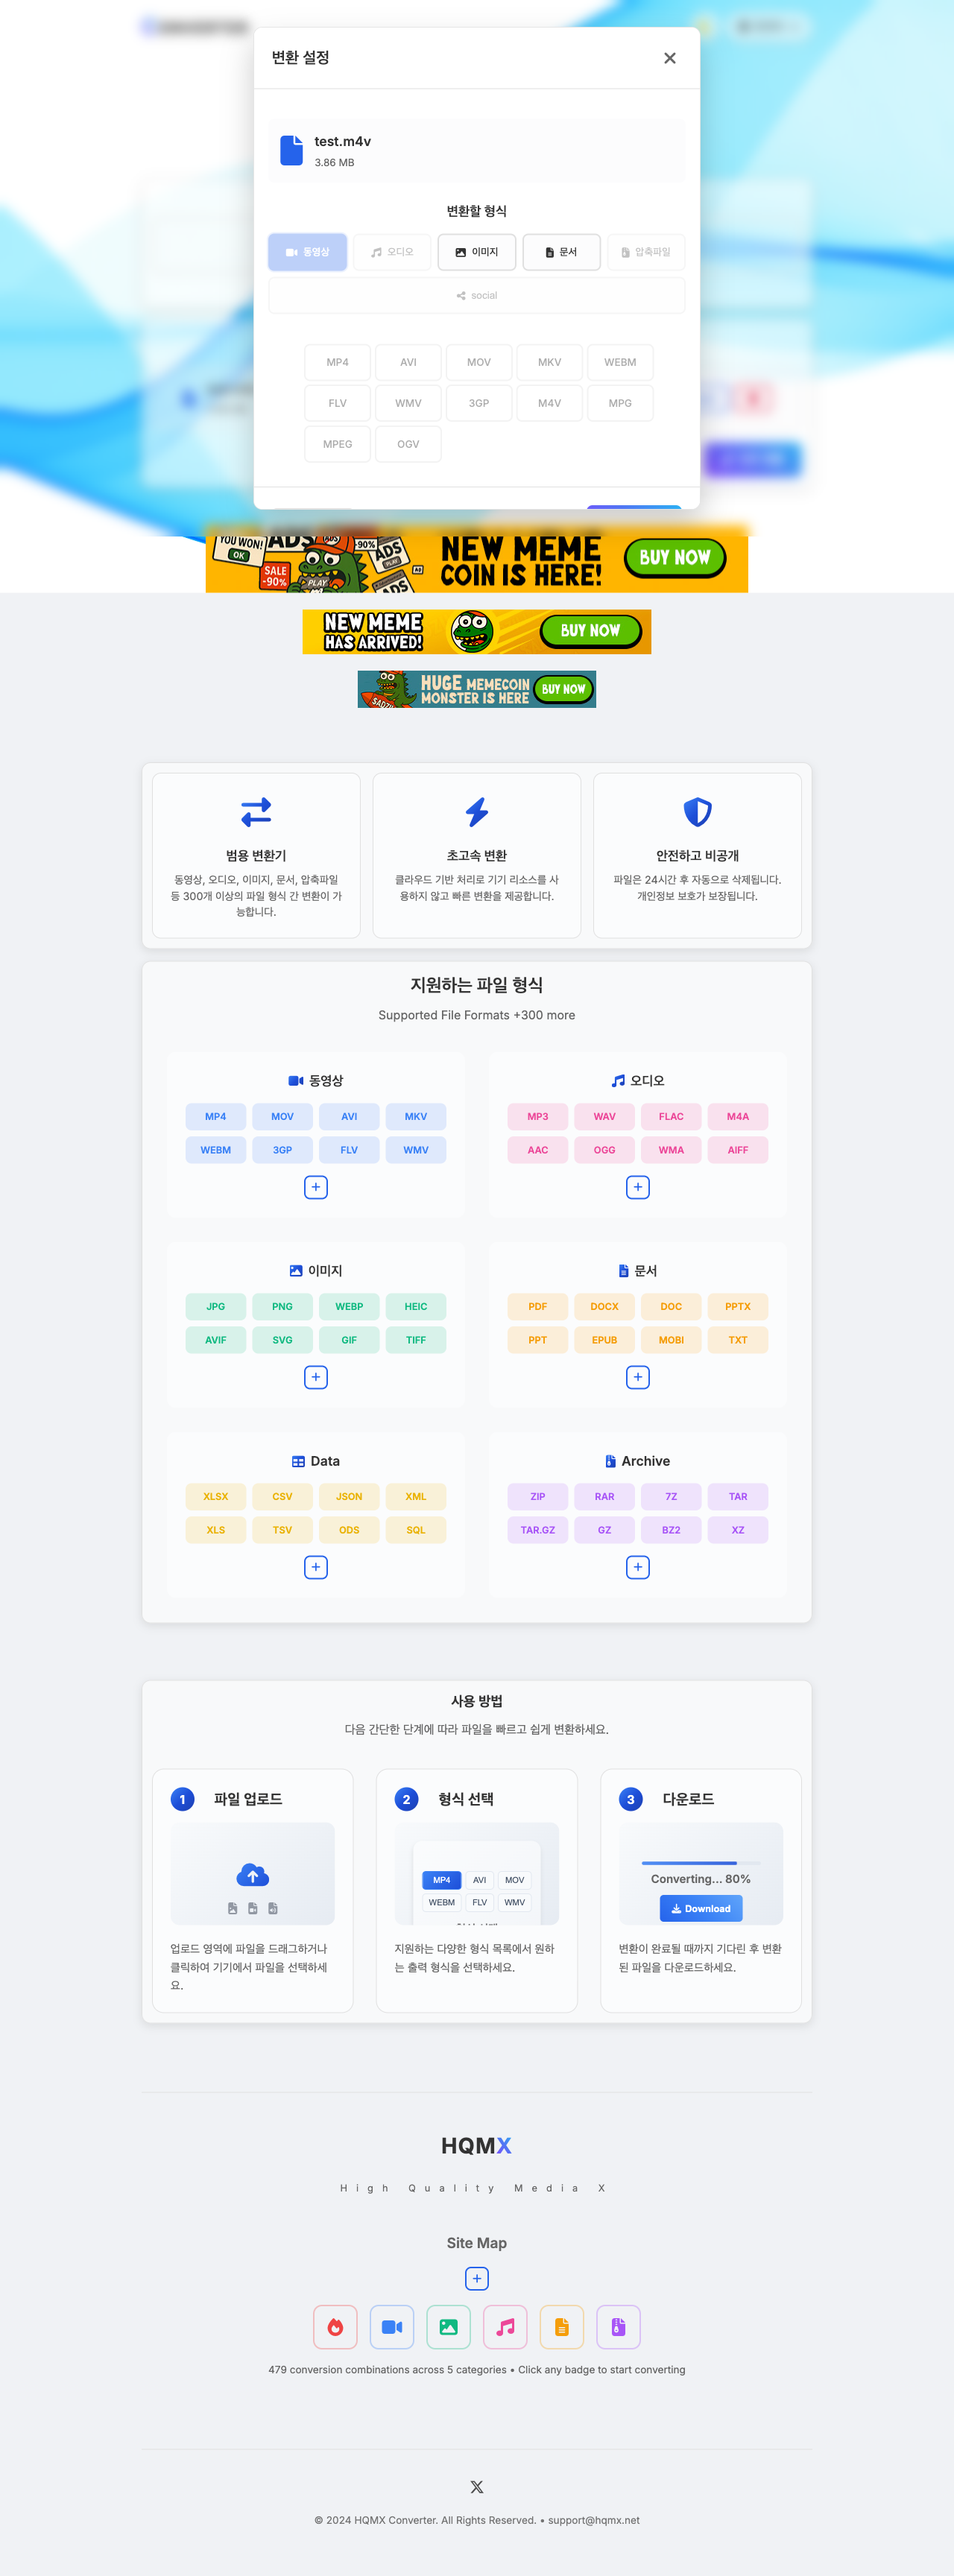 변환 설정
test.m4v
3.86 MB
변환할 형식
동영상
오디오
이미지
문서
압축파일
social
MP4 AVI MOV MKV WEBM
FLV WMV 3GP M4V MPG
MPEG OGV
YOU WON!
OK
ADS
-90%
ADS
ADS
SALE
-90%
PLAY
NEW MEME
COIN IS HERE!
BUY NOW
NEW MEME
HAS ARRIVED!
BUY NOW
HUGE MEMECOIN
MONSTER IS HERE
BUY NOW
범용 변환기
동영상, 오디오, 이미지, 문서, 압축파일
등 300개 이상의 파일 형식 간 변환이 가
능합니다.
초고속 변환
클라우드 기반 처리로 기기 리소스를 사
용하지 않고 빠른 변환을 제공합니다.
안전하고 비공개
파일은 24시간 후 자동으로 삭제됩니다.
개인정보 보호가 보장됩니다.
지원하는 파일 형식
Supported File Formats +300 more
동영상
MP4 MOV AVI MKV
WEBM 3GP FLV WMV
오디오
MP3 WAV FLAC M4A
AAC OGG WMA AIFF
이미지
JPG PNG WEBP HEIC
AVIF SVG GIF TIFF
문서
PDF DOCX DOC PPTX
PPT EPUB MOBI TXT
Data
XLSX CSV JSON XML
XLS TSV ODS SQL
Archive
ZIP RAR 7Z TAR
TAR.GZ GZ BZ2 XZ
사용 방법
다음 간단한 단계에 따라 파일을 빠르고 쉽게 변환하세요.
1 파일 업로드
업로드 영역에 파일을 드래그하거나
클릭하여 기기에서 파일을 선택하세
요.
2 형식 선택
MP4 AVI MOV
WEBM FLV WMV
지원하는 다양한 형식 목록에서 원하
는 출력 형식을 선택하세요.
3 다운로드
Converting... 80%
Download
변환이 완료될 때까지 기다린 후 변환
된 파일을 다운로드하세요.
HQMX
High Quality Media X
Site Map
479 conversion combinations across 5 categories • Click any badge to start converting
© 2024 HQMX Converter. All Rights Reserved. • support@hqmx.net